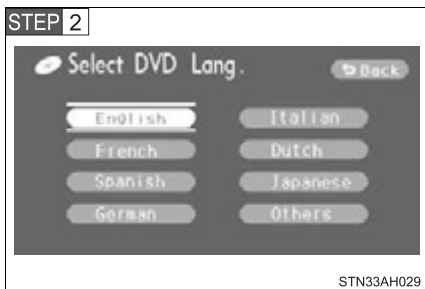 STEP 2
Select DVD Lang.
Back
English
Italian
French
Dutch
Spanish
Japanese
German
Others
STN33AH029